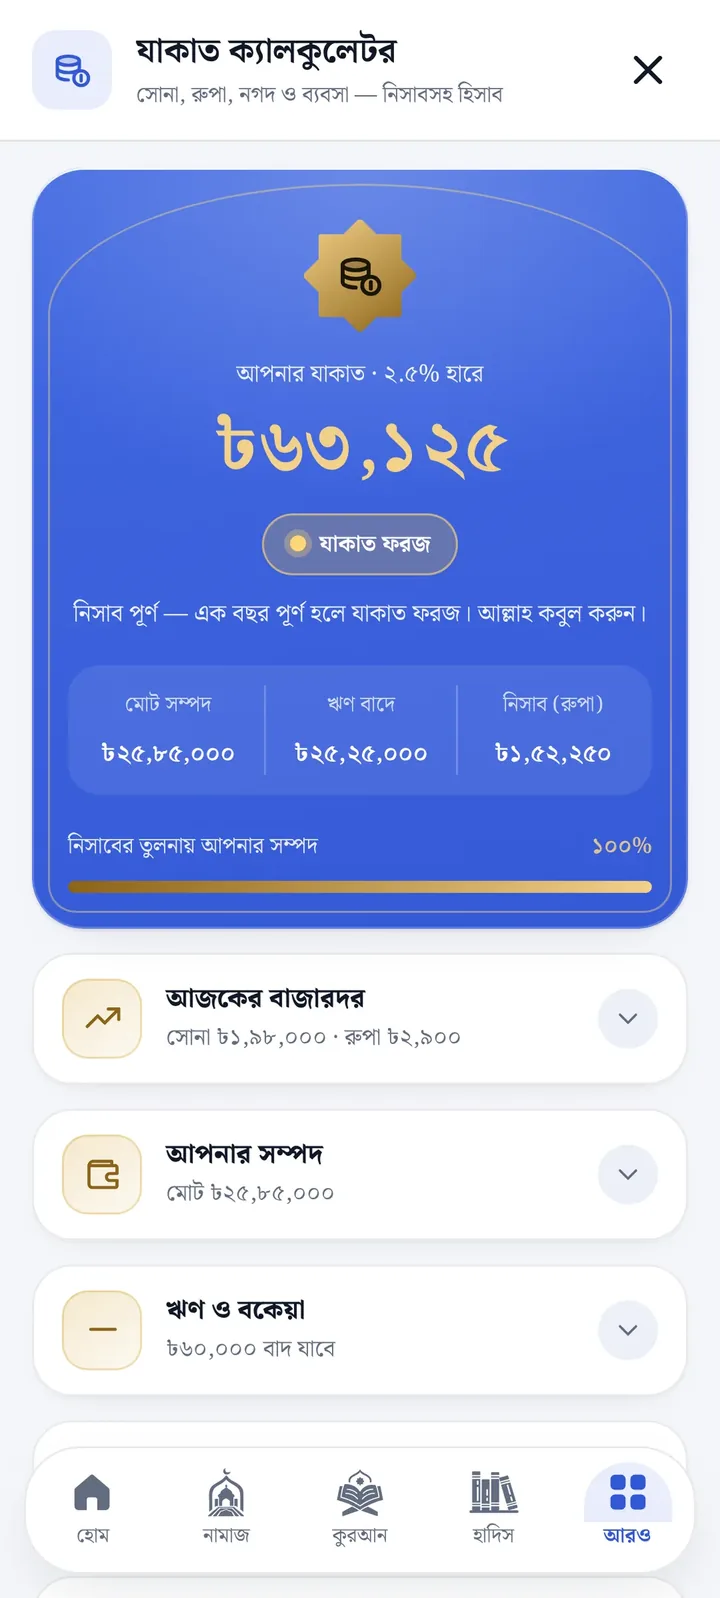 যাকাত ক্যালকুলেটর
সোনা, রুপা, নগদ ও ব্যবসা — নিসাবসহ হিসাব
আপনার যাকাত · ২.৫% হারে
৳৬৩,১২৫
যাকাত ফরজ
নিসাব পূর্ণ — এক বছর পূর্ণ হলে যাকাত ফরজ। আল্লাহ কবুল করুন।
মোট সম্পদ
৳২৫,৮৫,০০০
ঋণ বাদে
৳২৫,২৫,০০০
নিসাব (রুপা)
৳১,৫২,২৫০
নিসাবের তুলনায় আপনার সম্পদ
১০০%
আজকের বাজারদর
সোনা ৳১,৯৮,০০০ · রুপা ৳২,৯০০
আপনার সম্পদ
মোট ৳২৫,৮৫,০০০
ঋণ ও বকেয়া
৳৬০,০০০ বাদ যাবে
হোম
নামাজ
কুরআন
হাদিস
আরও